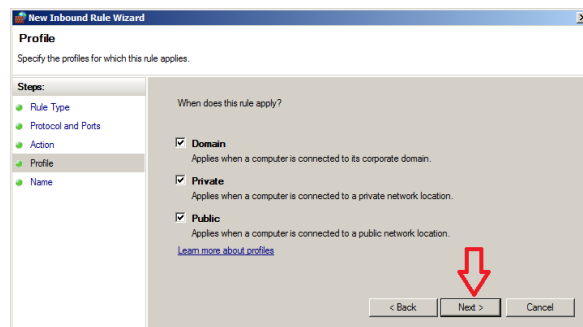 New Inbound Rule Wizard
Profile
Specify the profiles for which this rule applies.
Steps:
Rule Type
Protocol and Ports
Action
Profile
Name
When does this rule apply?
Domain
Applies when a computer is connected to its corporate domain.
Private
Applies when a computer is connected to a private network location.
Public
Applies when a computer is connected to a public network location.
Learn more about profiles
< Back
Next >
Cancel